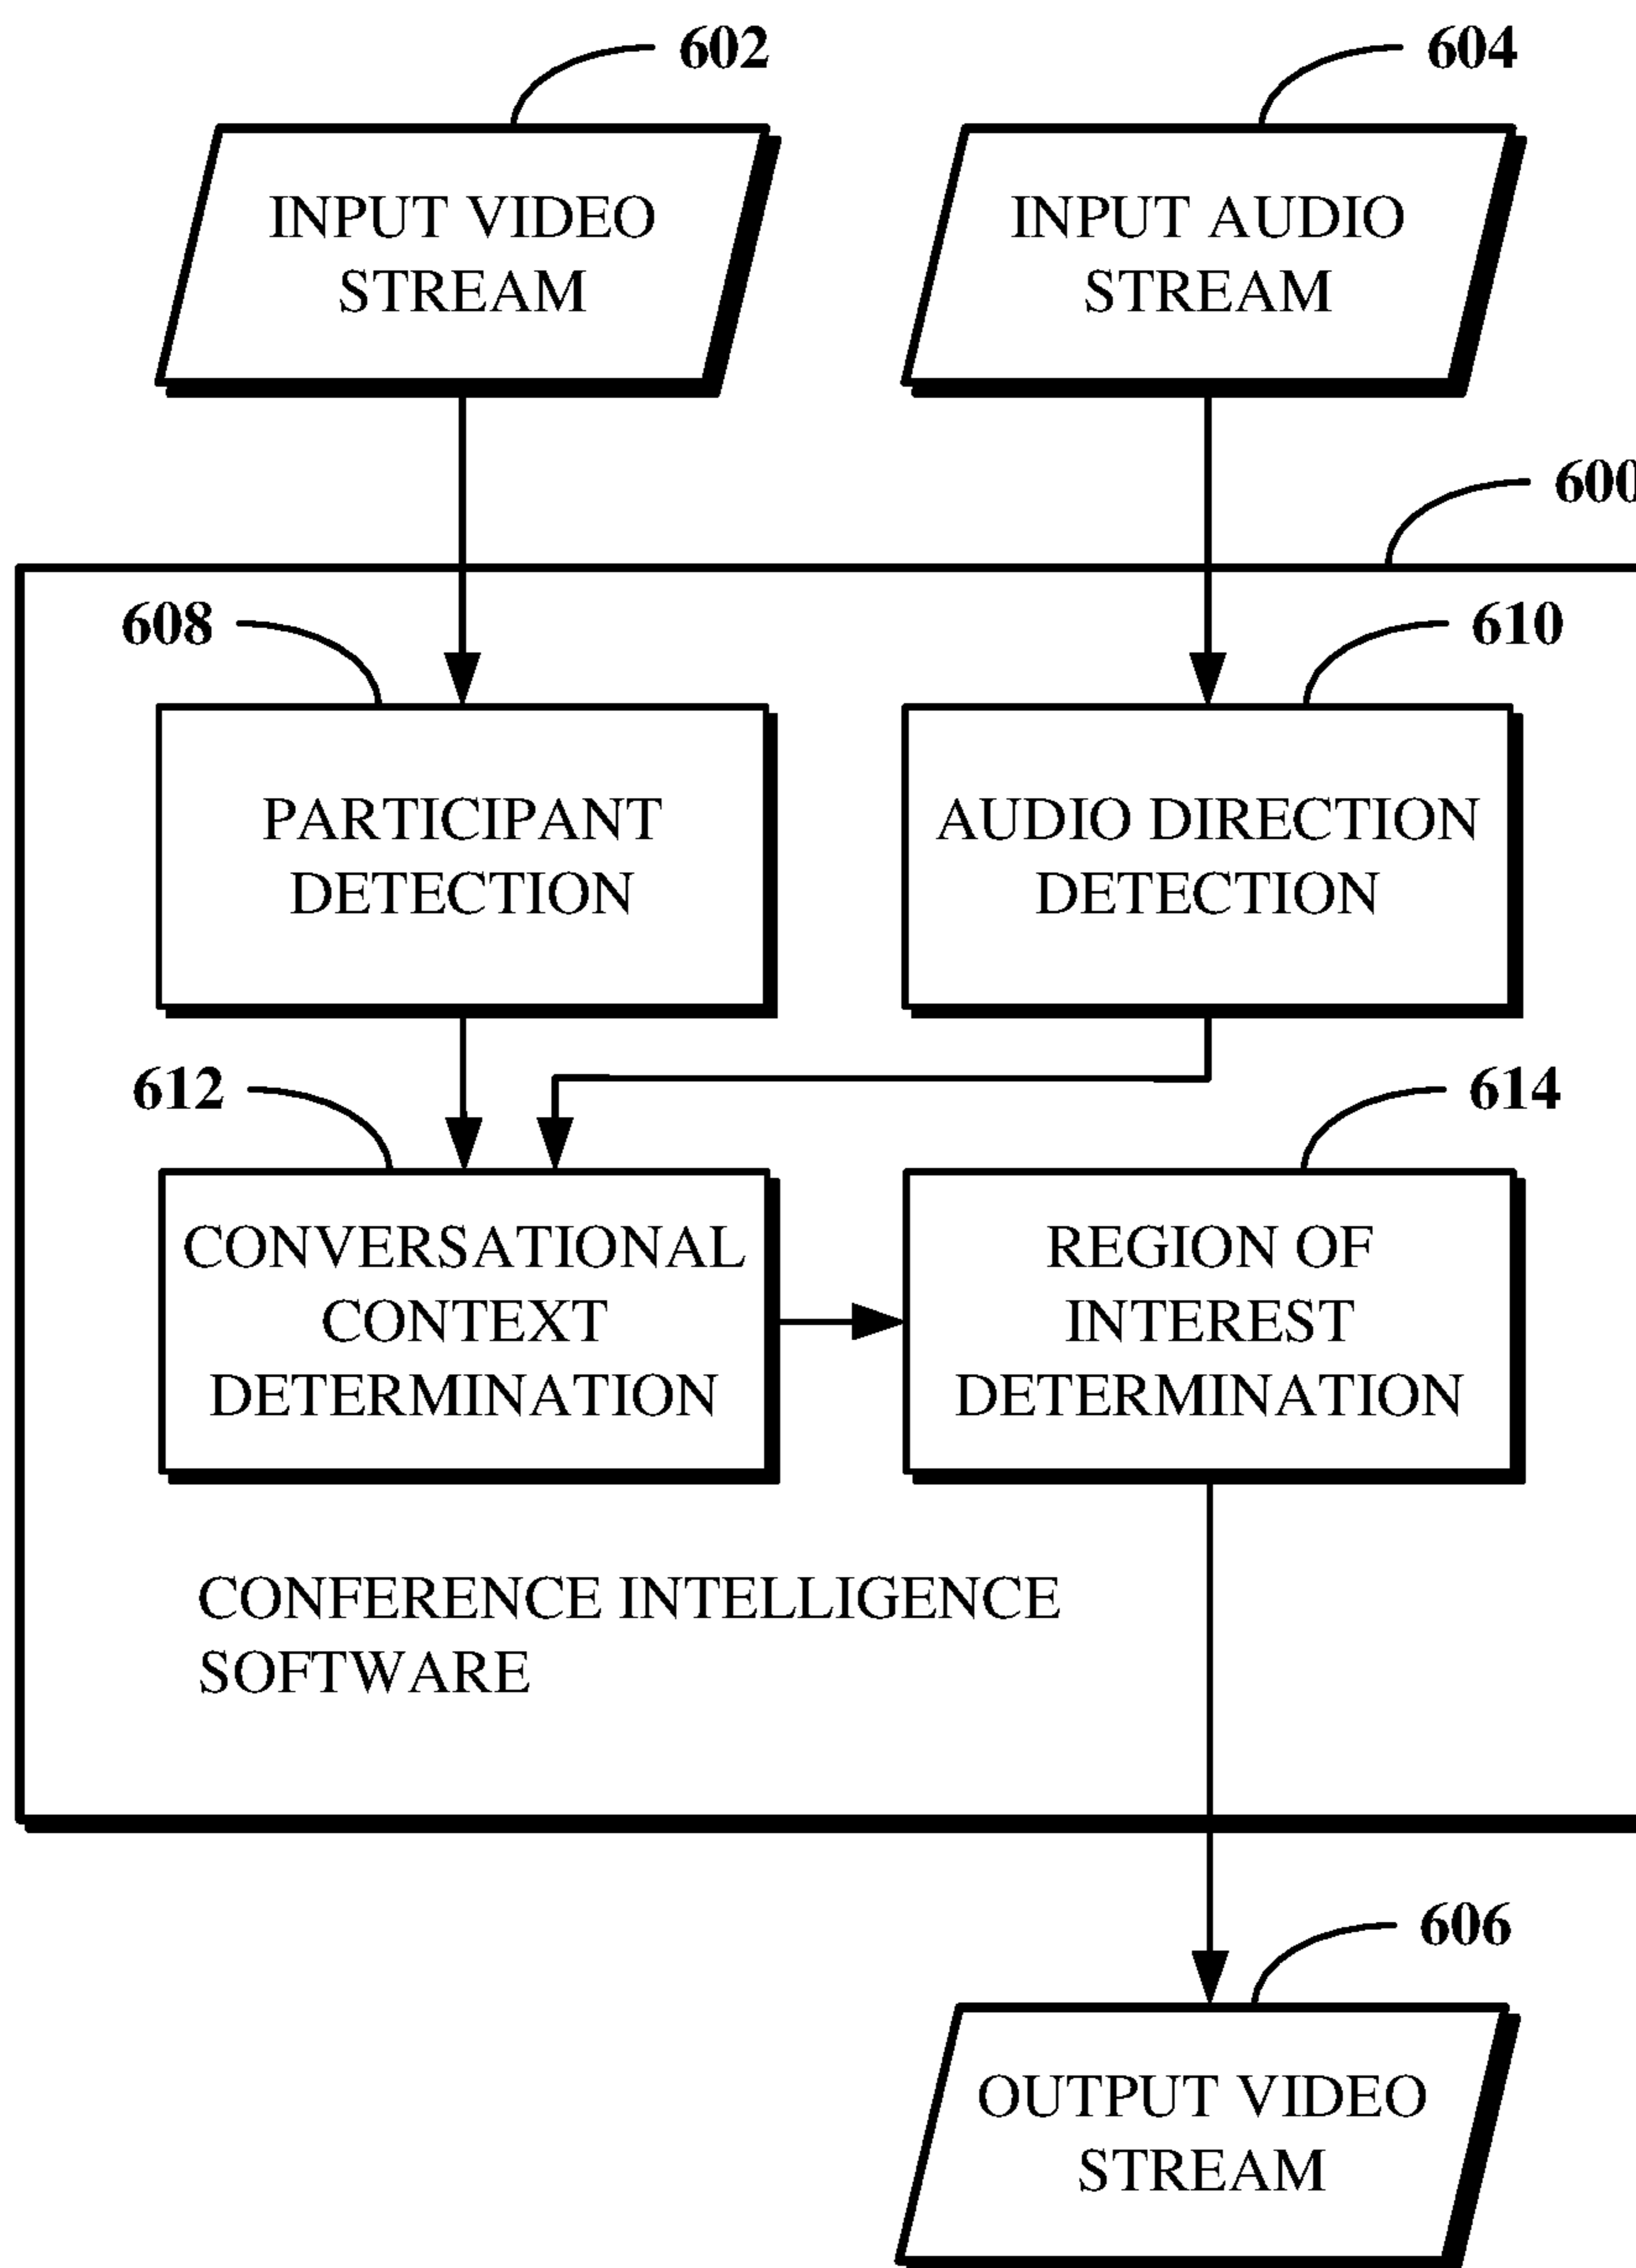 602
604
INPUT VIDEO
STREAM
INPUT AUDIO
STREAM
600
608
610
PARTICIPANT
DETECTION
AUDIO DIRECTION
DETECTION
612
614
CONVERSATIONAL
CONTEXT
DETERMINATION
REGION OF
INTEREST
DETERMINATION
CONFERENCE INTELLIGENCE
SOFTWARE
606
OUTPUT VIDEO
STREAM